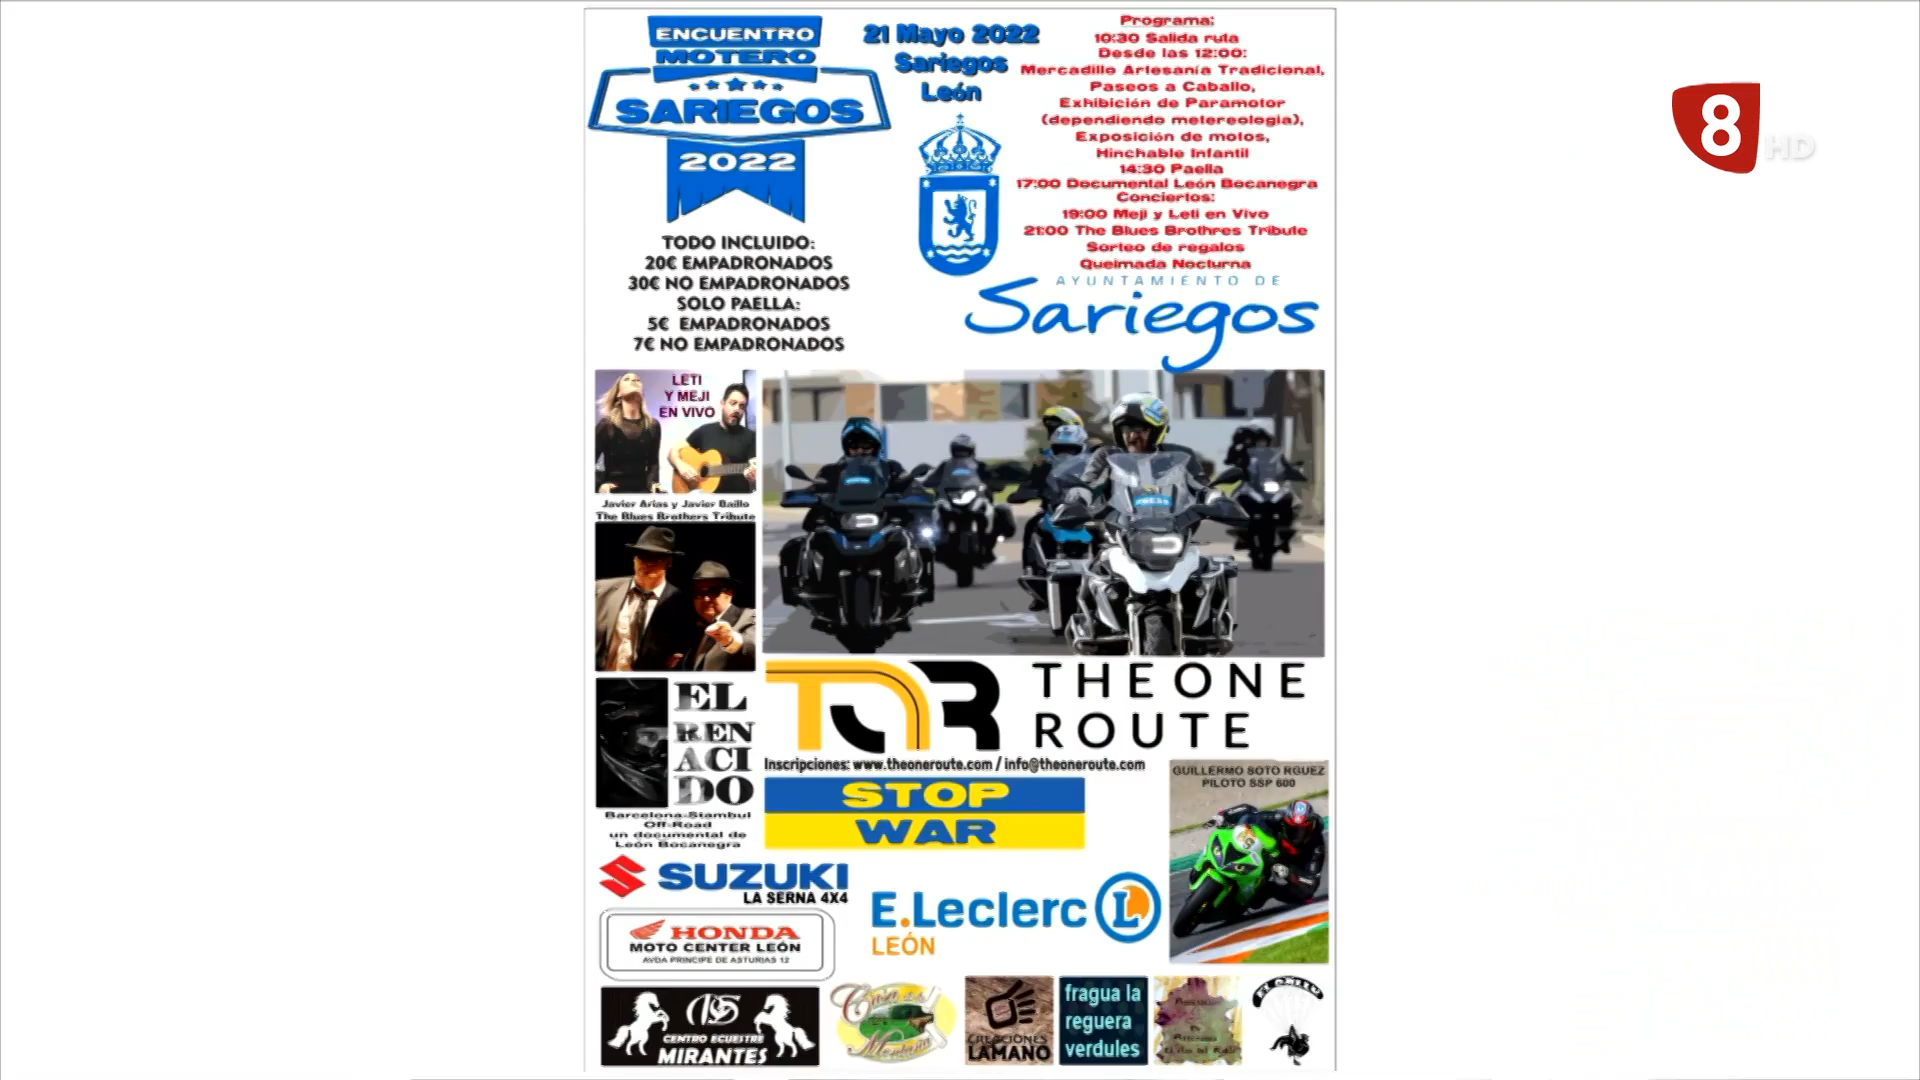 ENCUENTRO
MOTERO
SARIEGOS
2022
21 Mayo 2022
Sariegos
León
Programa:
10:30 Salida ruta
Desde las 12:00:
Mercadillo Artesanía Tradicional,
Paseos a Caballo,
Exhibición de Paramotor
(dependiendo metereología),
Exposición de motos,
Hinchable Infantil
14:30 Paella
17:00 Documental León Bocanegra
Conciertos:
19:00 Meji y Leti en Vivo
21:00 The Blues Brothres Tribute
Sorteo de regalos
Queimada Nocturna
8 HD
TODO INCLUIDO:
20€ EMPADRONADOS
30€ NO EMPADRONADOS
SOLO PAELLA:
5€ EMPADRONADOS
7€ NO EMPADRONADOS
AYUNTAMIENTO DE
Sariegos
LETI
Y MEJI
EN VIVO
Javier Arias y Javier Baillo
The Blues Brothers Tribute
PRESS
EL
REN
ACI
DO
Barcelona-Stambul
Off-Road
un documental de
León Bocanegra
TOR
THE ONE
ROUTE
Inscripciones: www.theoneroute.com / info@theoneroute.com
STOP
WAR
GUILLERMO SOTO RGUEZ
PILOTO SSP 600
SUZUKI
LA SERNA 4X4
HONDA
MOTO CENTER LEÓN
AVDA PRINCIPE DE ASTURIAS 12
E.Leclerc L
LEÓN
CENTRO ECUESTRE
MIRANTES
CREACIONES
LAMANO
fragua la
reguera
verdules